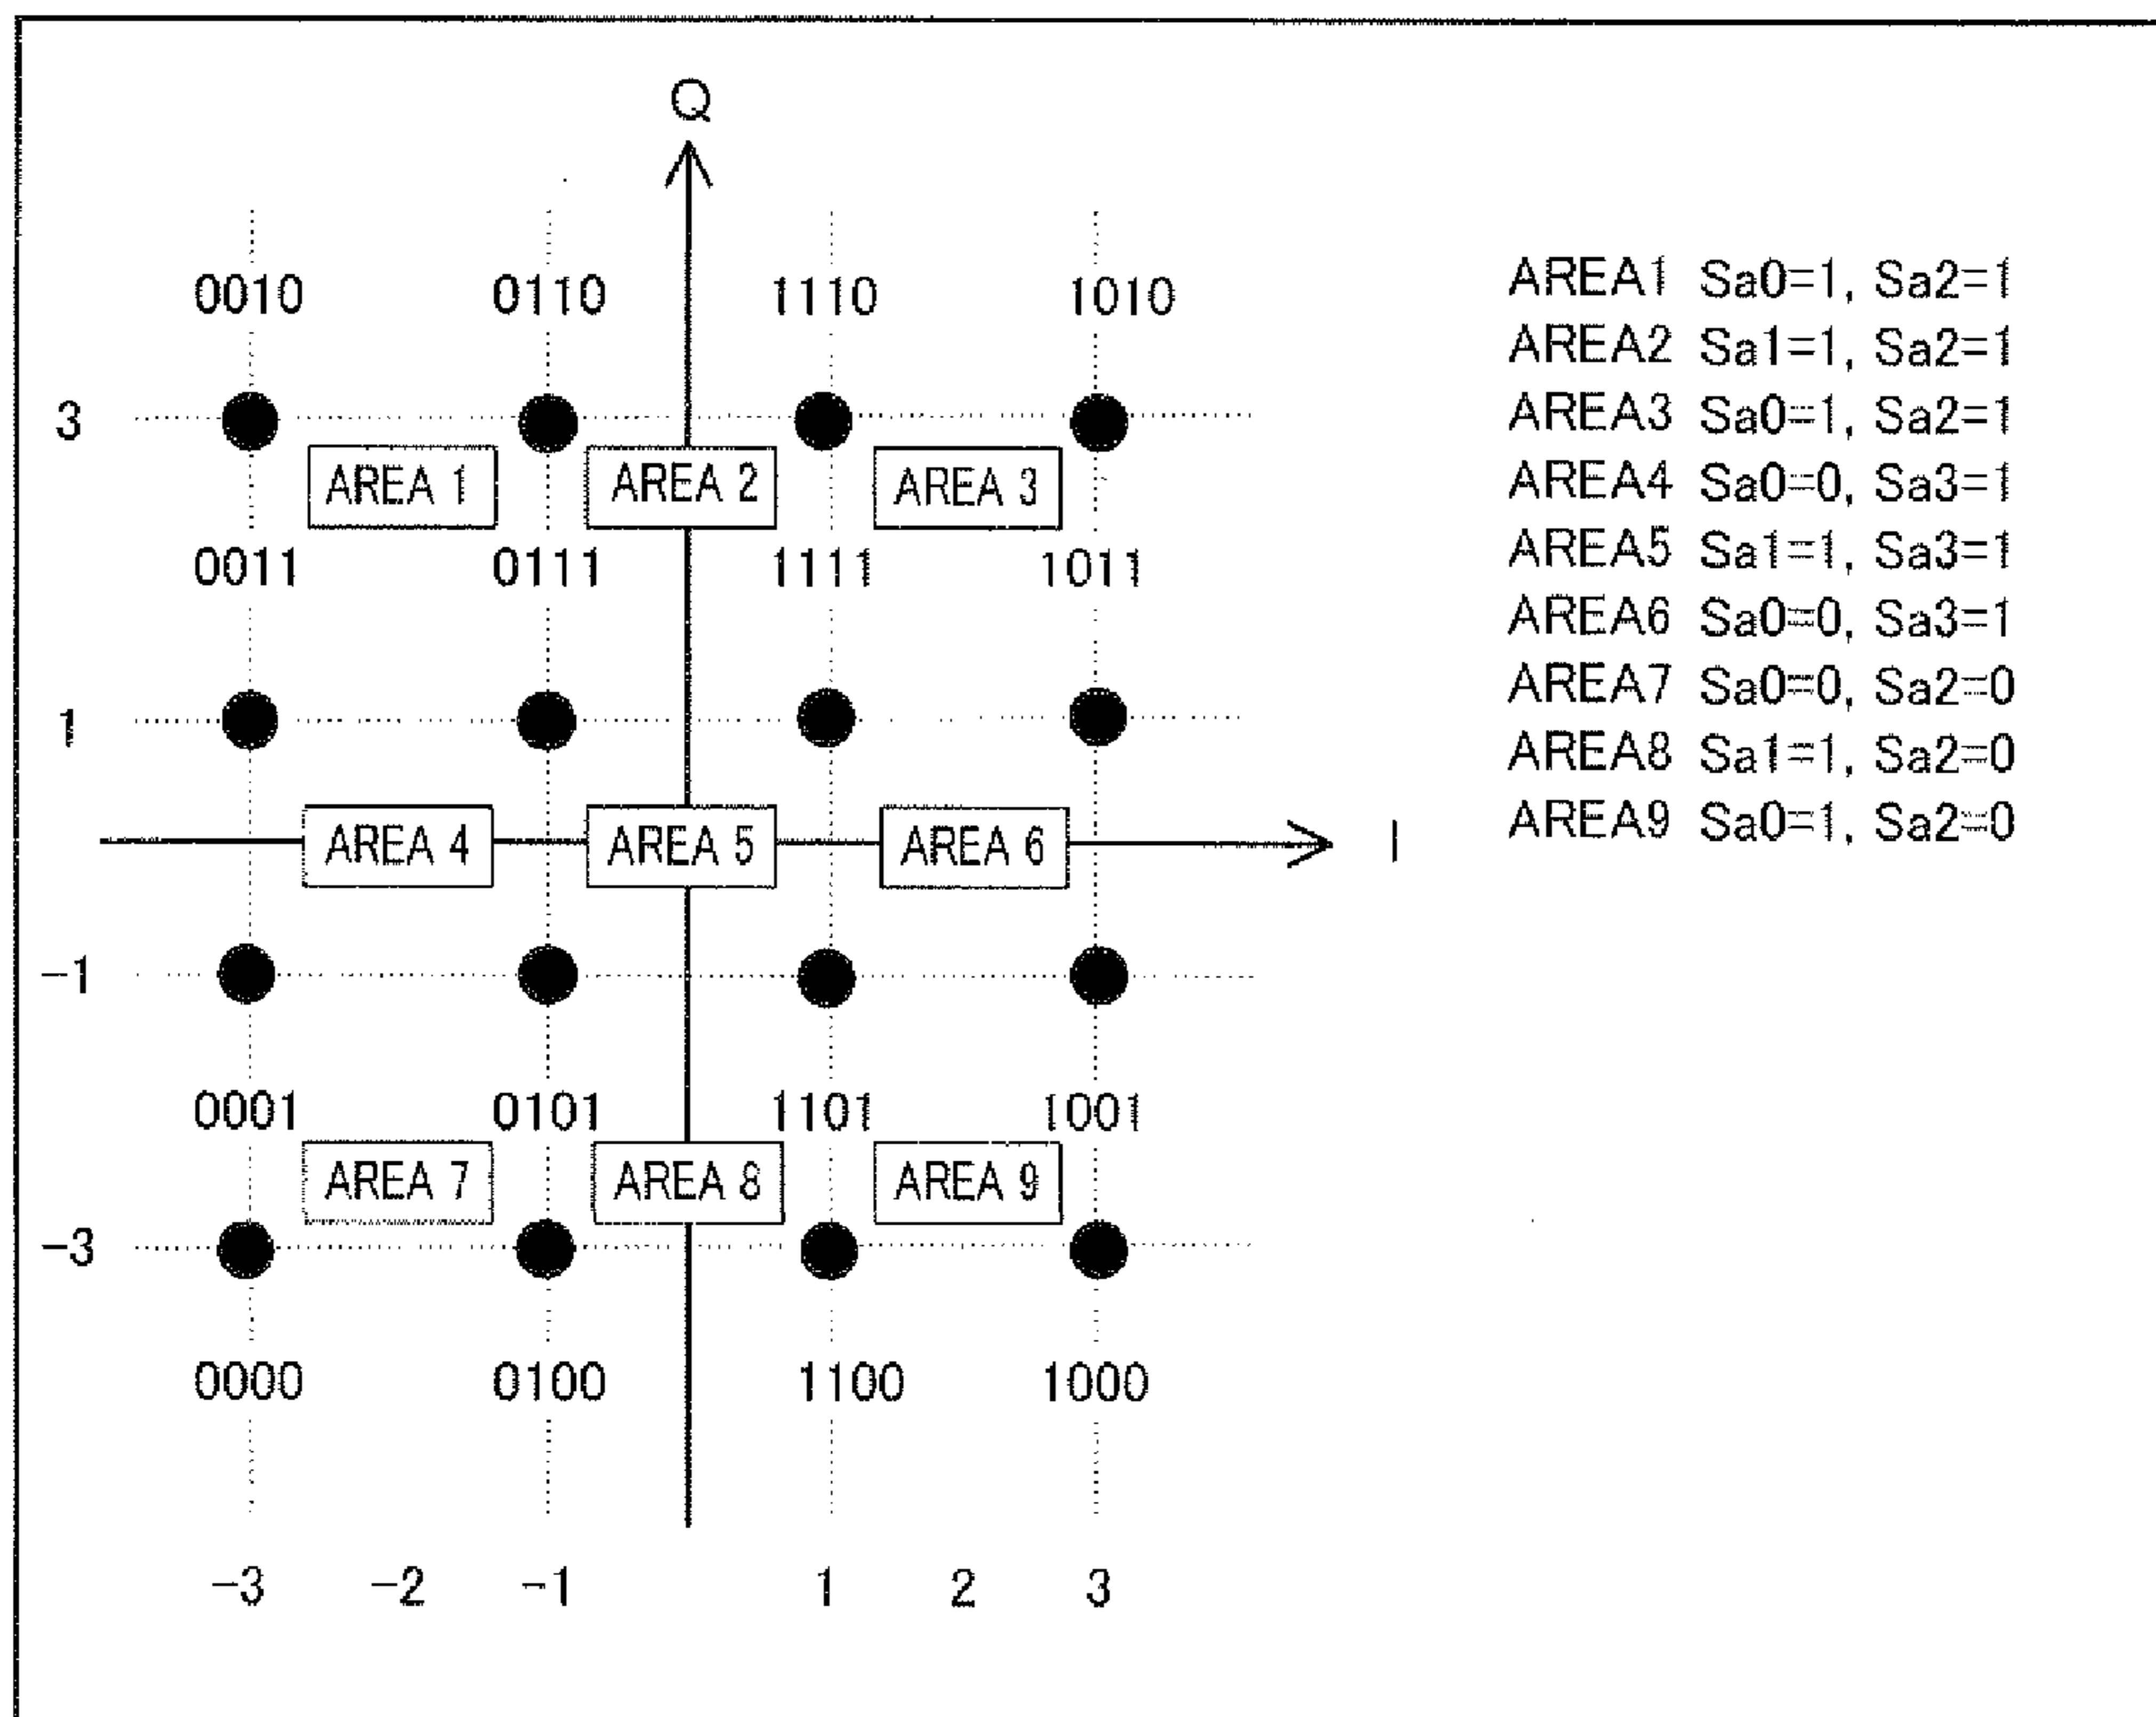 Q
0010 0110 1110 1010
3
AREA 1 AREA 2 AREA 3
0011 0111 1111 1011
1
AREA 4 AREA 5 AREA 6 I
-1
0001 0101 1101 1001
AREA 7 AREA 8 AREA 9
-3
0000 0100 1100 1000
-3 -2 -1 1 2 3
AREA1 Sa0=1, Sa2=1
AREA2 Sa1=1, Sa2=1
AREA3 Sa0=1, Sa2=1
AREA4 Sa0=0, Sa3=1
AREA5 Sa1=1, Sa3=1
AREA6 Sa0=0, Sa3=1
AREA7 Sa0=0, Sa2=0
AREA8 Sa1=1, Sa2=0
AREA9 Sa0=1, Sa2=0